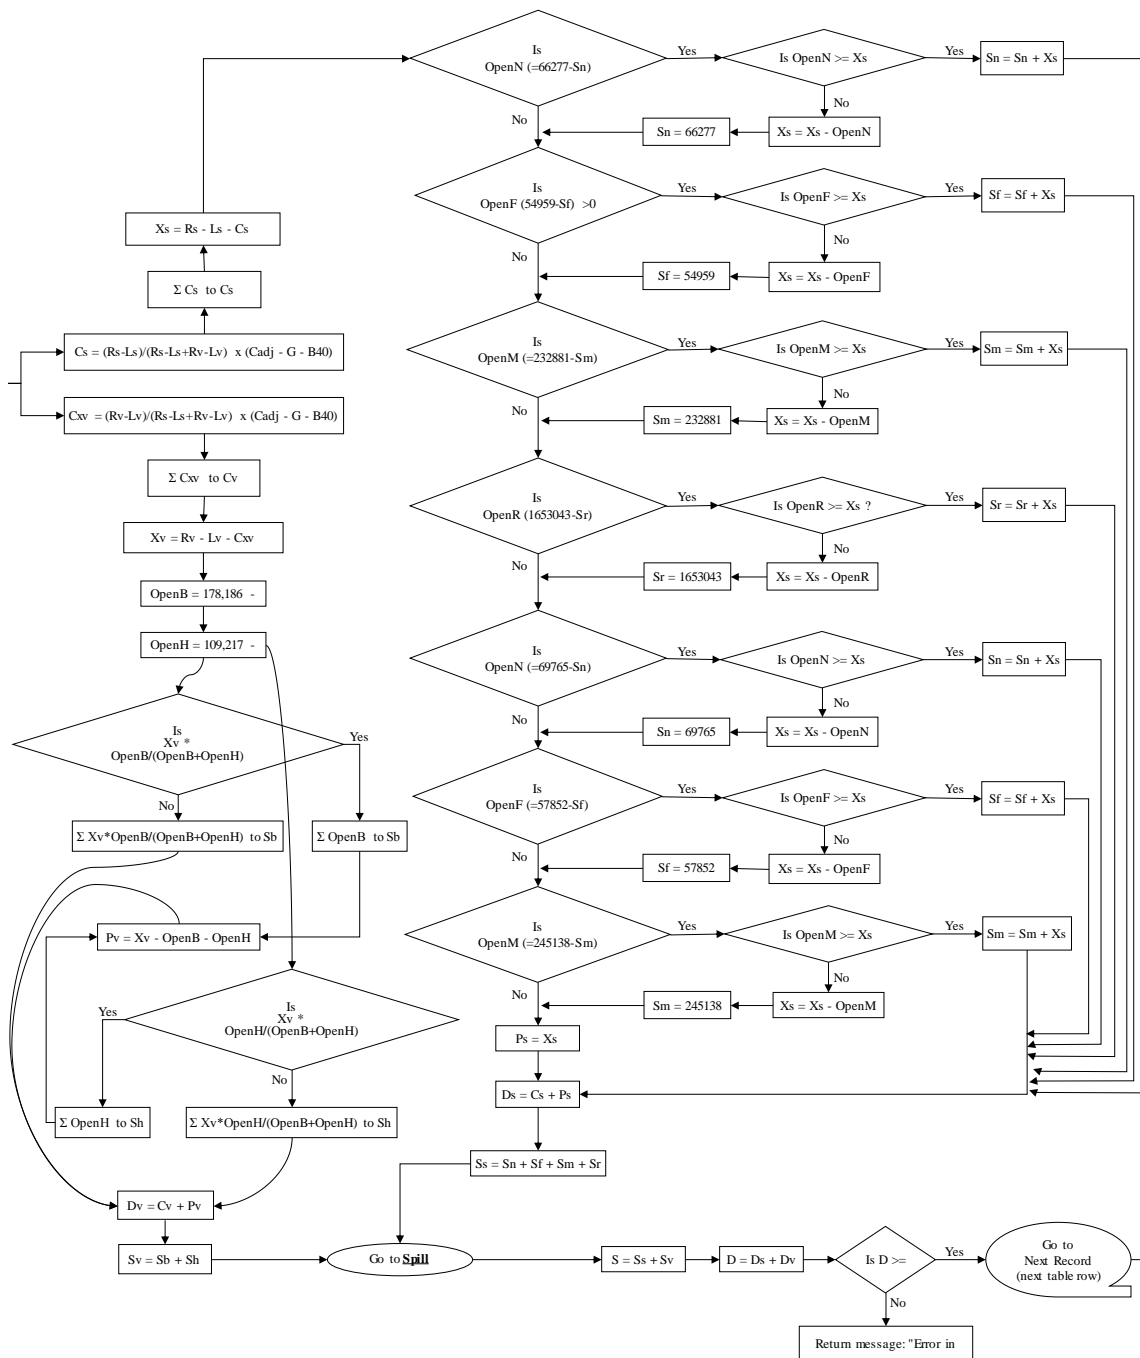 Is
OpenN (=66277-Sn)
Yes
Is OpenN >= Xs
Yes
Sn = Sn + Xs
No
No
Sn = 66277
Xs = Xs - OpenN
Is
OpenF (54959-Sf) >0
Yes
Is OpenF >= Xs
Yes
Sf = Sf + Xs
No
No
Sf = 54959
Xs = Xs - OpenF
Xs = Rs - Ls - Cs
Σ Cs to Cs
Cs = (Rs-Ls)/(Rs-Ls+Rv-Lv) x (Cadj - G - B40)
Is
OpenM (=232881-Sm)
Yes
Is OpenM >= Xs
Yes
Sm = Sm + Xs
No
No
Sm = 232881
Xs = Xs - OpenM
Cxv = (Rv-Lv)/(Rs-Ls+Rv-Lv) x (Cadj - G - B40)
Σ Cxv to Cv
Xv = Rv - Lv - Cxv
OpenB = 178,186 -
OpenH = 109,217 -
Is
OpenR (1653043-Sr)
Yes
Is OpenR >= Xs ?
Yes
Sr = Sr + Xs
No
No
Sr = 1653043
Xs = Xs - OpenR
Is
OpenN (=69765-Sn)
Yes
Is OpenN >= Xs
Yes
Sn = Sn + Xs
No
No
Sn = 69765
Xs = Xs - OpenN
Is
Xv *
OpenB/(OpenB+OpenH)
Yes
No
Σ Xv*OpenB/(OpenB+OpenH) to Sb
Σ OpenB to Sb
Is
OpenF (=57852-Sf)
Yes
Is OpenF >= Xs
Yes
Sf = Sf + Xs
No
No
Sf = 57852
Xs = Xs - OpenF
Pv = Xv - OpenB - OpenH
Is
OpenM (=245138-Sm)
Yes
Is OpenM >= Xs
Yes
Sm = Sm + Xs
No
No
Sm = 245138
Xs = Xs - OpenM
Is
Xv *
OpenH/(OpenB+OpenH)
Yes
No
Σ OpenH to Sh
Σ Xv*OpenH/(OpenB+OpenH) to Sh
Ps = Xs
Ds = Cs + Ps
Ss = Sn + Sf + Sm + Sr
Dv = Cv + Pv
Sv = Sb + Sh
Go to Spill
S = Ss + Sv
D = Ds + Dv
Is D >=
Yes
Go to
Next Record
(next table row)
No
Return message: "Error in